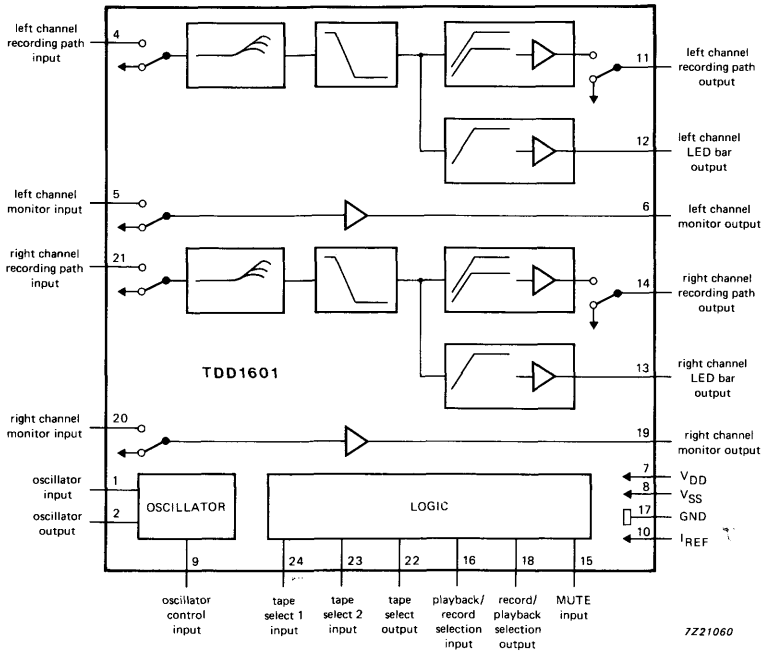 left channel
recording path
input
4
11
left channel
recording path
output
12
left channel
LED bar
output
left channel
monitor input
5
6
left channel
monitor output
right channel
recording path
input
21
14
right channel
recording path
output
TDD1601
13
right channel
LED bar
output
right channel
monitor input
20
19
right channel
monitor output
oscillator
input
1
oscillator
output
2
OSCILLATOR
LOGIC
7 VDD
8 VSS
17 GND
10 IREF
9
24
23
22
16
18
15
oscillator
control
input
tape
select 1
input
tape
select 2
input
tape
select
output
playback/
record
selection
input
record/
playback
selection
output
MUTE
input
7Z21060